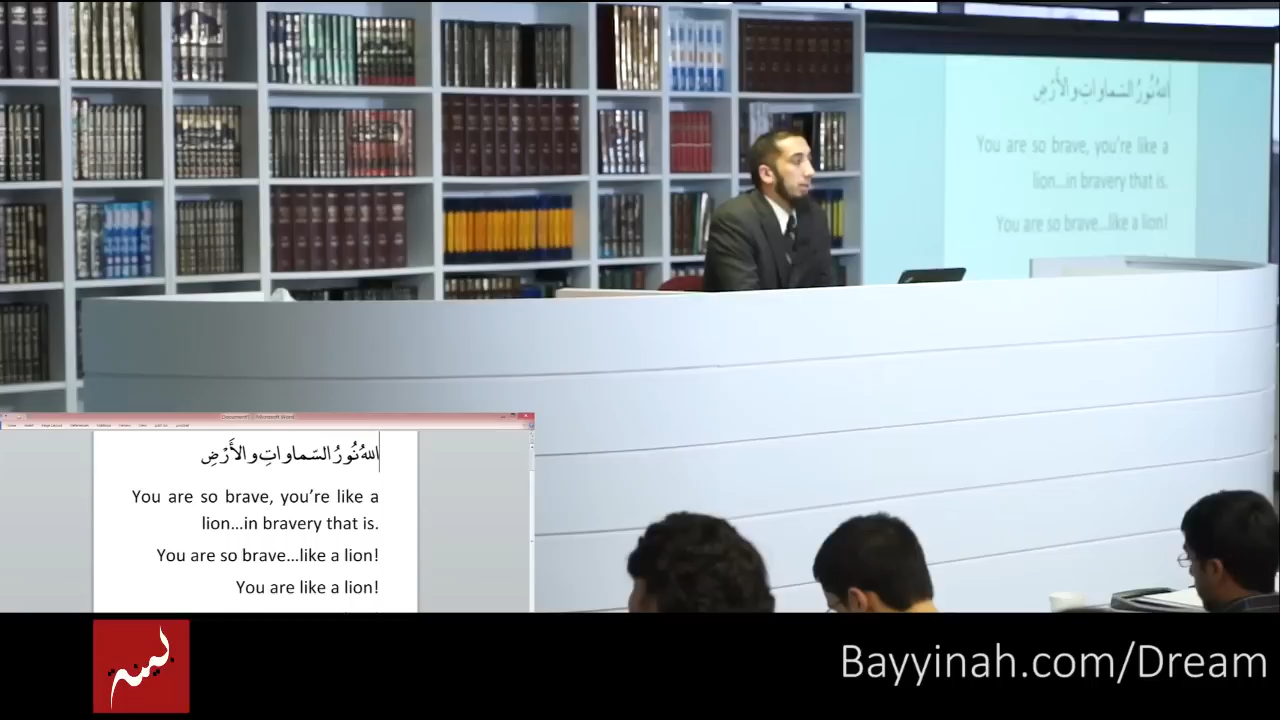 اللهُ نُورُ السّماواتِ والأَرْضِ
You are so brave, you're like a
lion...in bravery that is.
You are so brave...like a lion!
اللهُ نُورُ السّماواتِ والأَرْضِ
You are so brave, you're like a
lion...in bravery that is.
You are so brave...like a lion!
You are like a lion!
بينه
Bayyinah.com/Dream